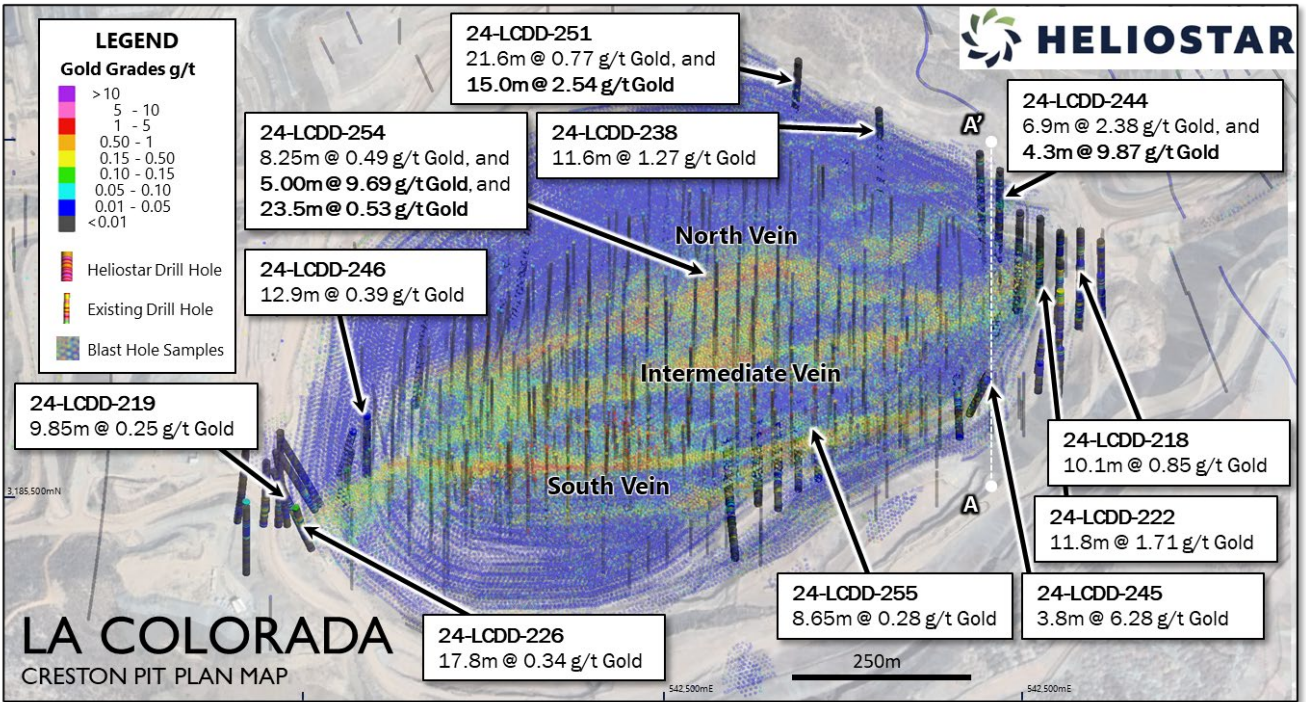 LEGEND
Gold Grades g/t
>10
5 - 10
1 - 5
0.50 - 1
0.15 - 0.50
0.10 - 0.15
0.05 - 0.10
0.01 - 0.05
<0.01
Heliostar Drill Hole
Existing Drill Hole
Blast Hole Samples
24-LCDD-251
21.6m @ 0.77 g/t Gold, and
15.0m @ 2.54 g/t Gold
HELIOSTAR
24-LCDD-254
8.25m @ 0.49 g/t Gold, and
5.00m @ 9.69 g/t Gold, and
23.5m @ 0.53 g/t Gold
24-LCDD-238
11.6m @ 1.27 g/t Gold
A'
24-LCDD-244
6.9m @ 2.38 g/t Gold, and
4.3m @ 9.87 g/t Gold
North Vein
24-LCDD-246
12.9m @ 0.39 g/t Gold
Intermediate Vein
24-LCDD-219
9.85m @ 0.25 g/t Gold
South Vein
3,185,500mN
A
24-LCDD-218
10.1m @ 0.85 g/t Gold
24-LCDD-222
11.8m @ 1.71 g/t Gold
24-LCDD-255
8.65m @ 0.28 g/t Gold
24-LCDD-245
3.8m @ 6.28 g/t Gold
24-LCDD-226
17.8m @ 0.34 g/t Gold
LA COLORADA
CRESTON PIT PLAN MAP
250m
542,500mE
542,500mE